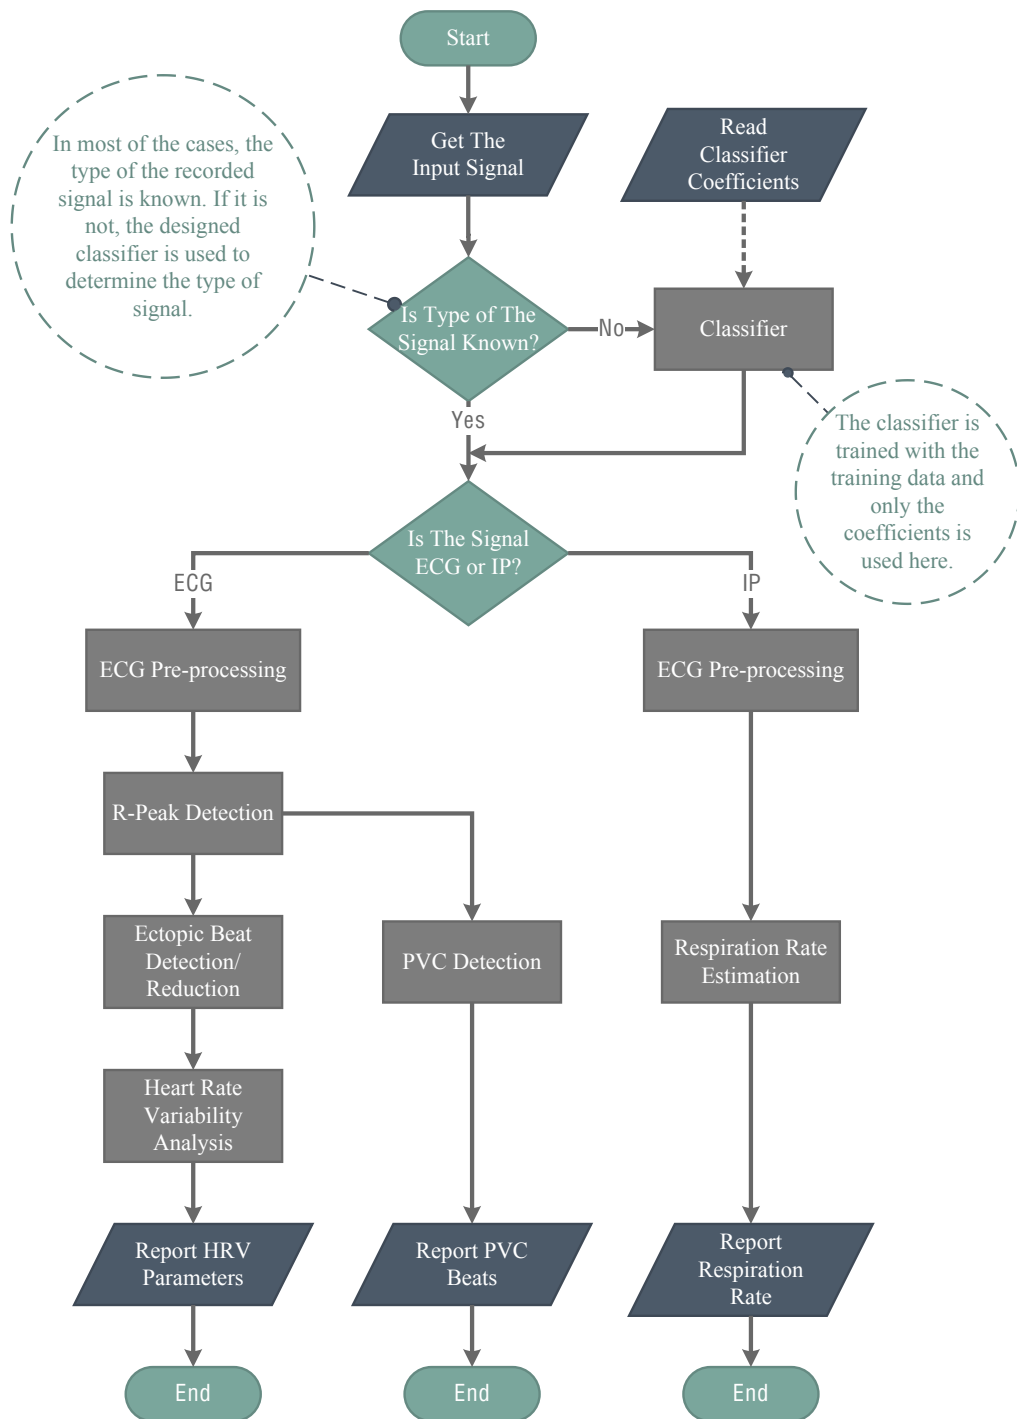 Start
Get The
Input Signal
Read
Classifier
Coefficients
In most of the cases, the
type of the recorded
signal is known. If it is
not, the designed
classifier is used to
determine the type of
signal.
Is Type of The
Signal Known?
No
Classifier
Yes
The classifier is
trained with the
training data and
only the
coefficients is
used here.
Is The Signal
ECG or IP?
ECG
IP
ECG Pre-processing
ECG Pre-processing
R-Peak Detection
Ectopic Beat
Detection/
Reduction
PVC Detection
Respiration Rate
Estimation
Heart Rate
Variability
Analysis
Report HRV
Parameters
Report PVC
Beats
Report
Respiration
Rate
End
End
End